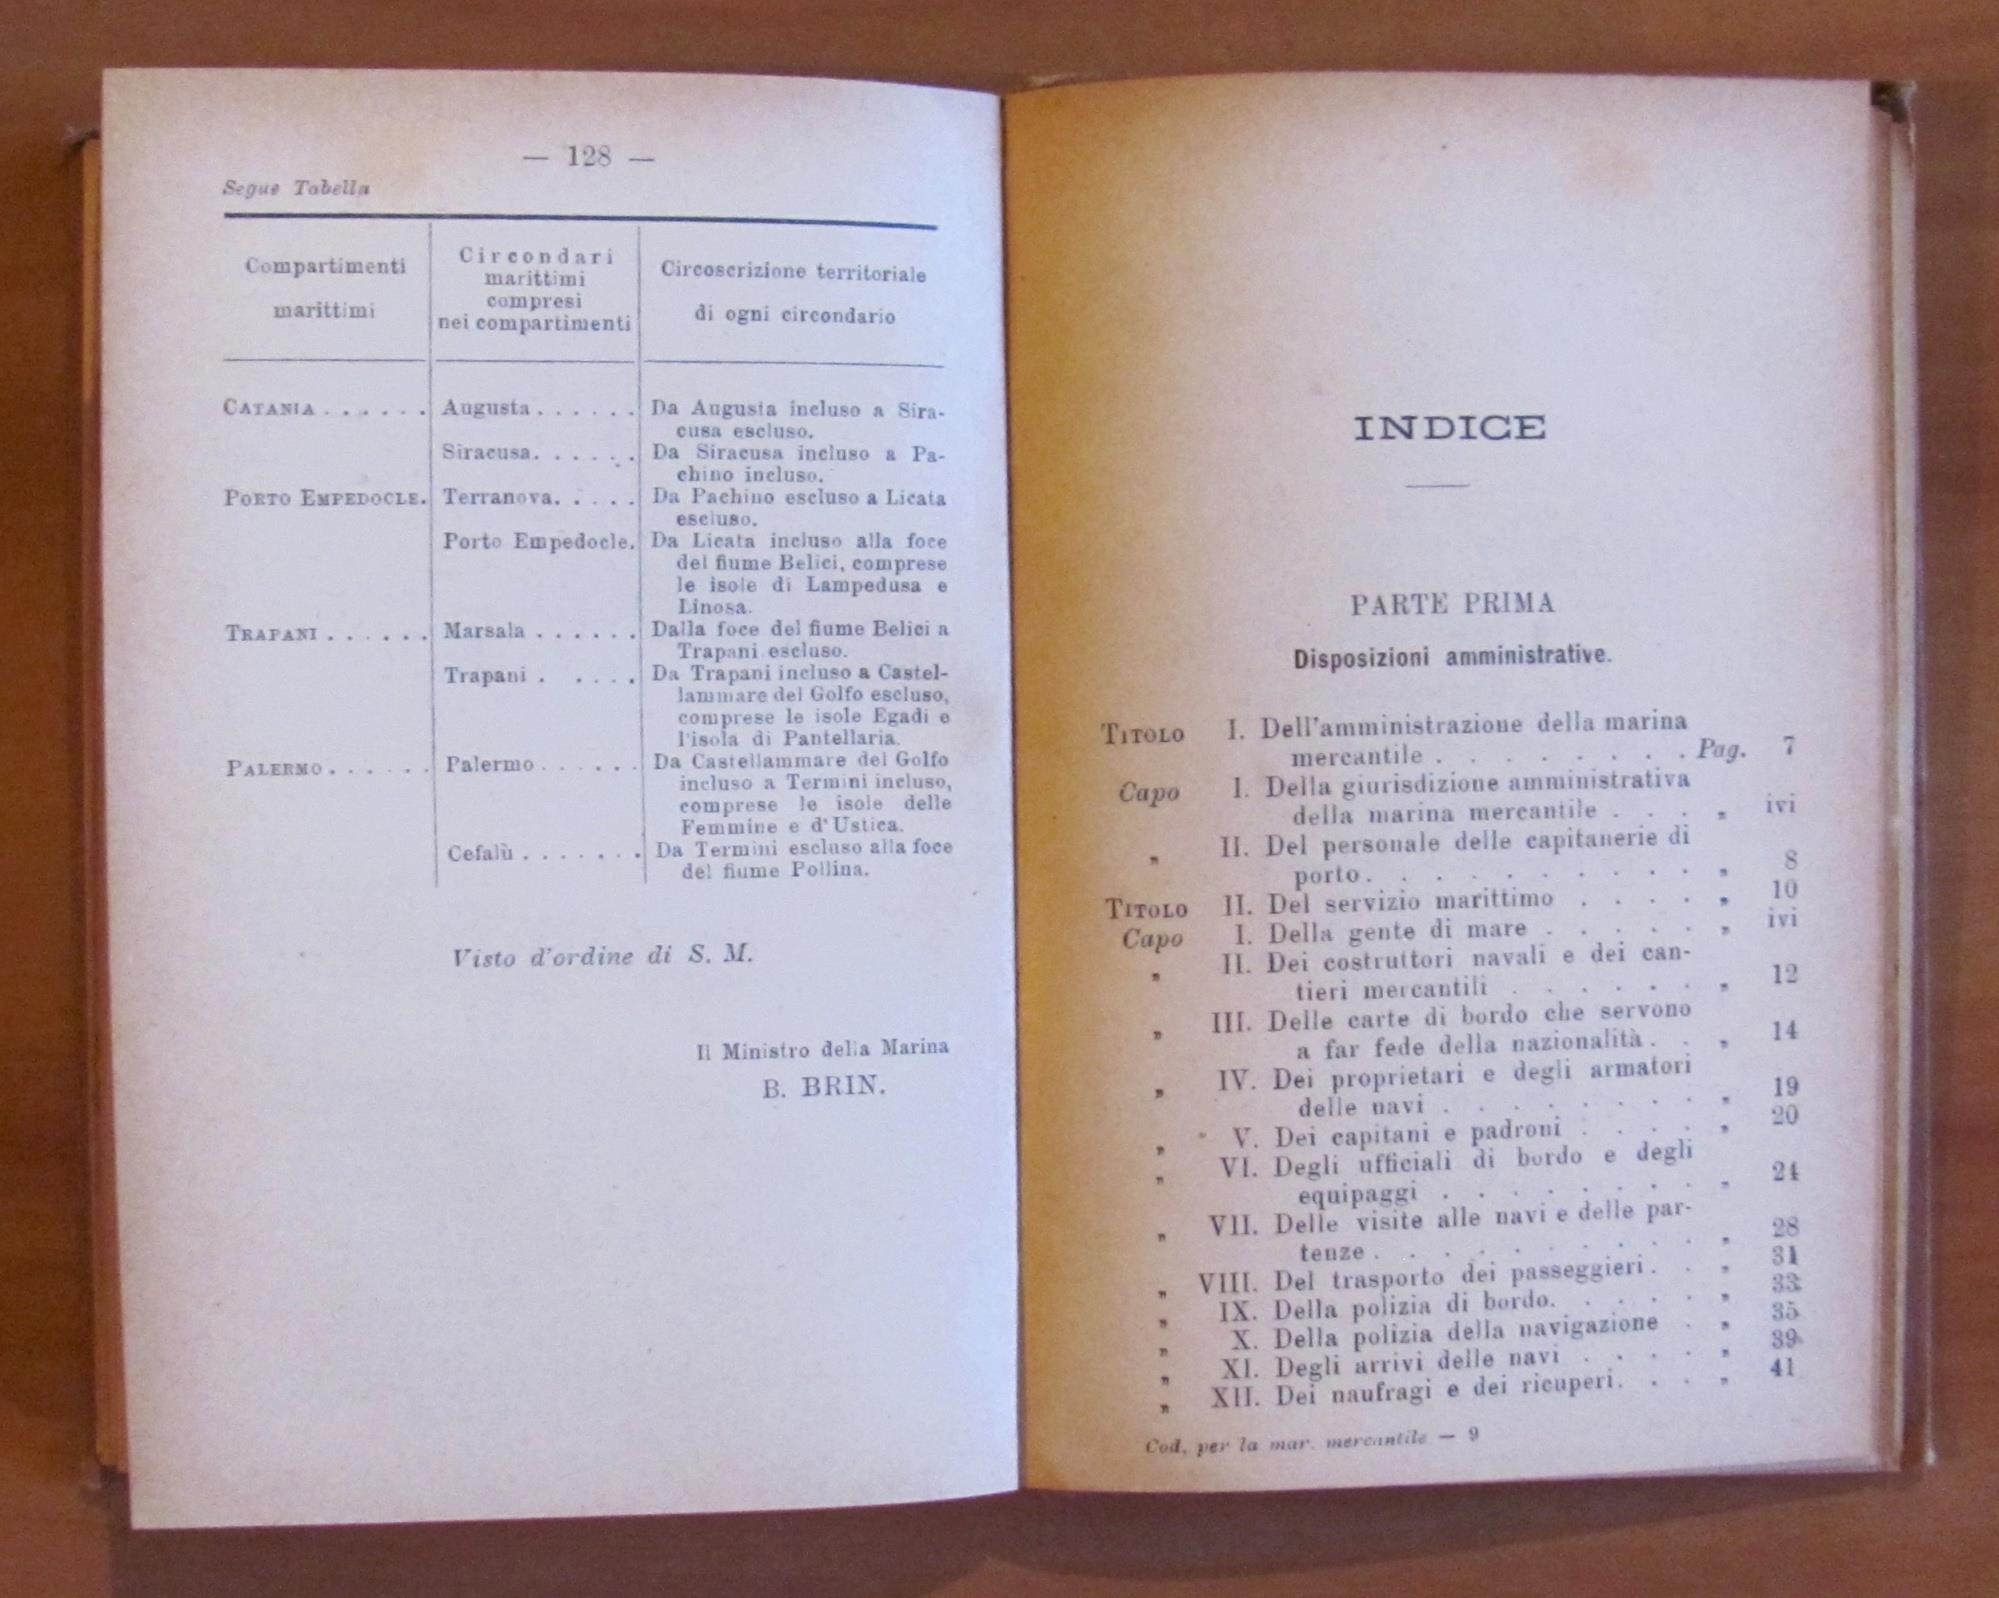 — 128 —
Segue Tabella
Compartimenti
marittimi
Circondari
marittimi
compresi
nei compartimenti
Circoscrizione territoriale
di ogni circondario
CATANIA . . . . . . Augusta . . . . . . Da Augusta incluso a Sira-
cusa escluso.
Siracusa. . . . . . Da Siracusa incluso a Pa-
chino incluso.
PORTO EMPEDOCLE. Terranova. . . . . Da Pachino escluso a Licata
escluso.
Porto Empedocle. Da Licata incluso alla foce
del fiume Belici, comprese
le isole di Lampedusa e
Linosa.
TRAPANI . . . . . . Marsala . . . . . . Dalla foce del fiume Belici a
Trapani escluso.
Trapani . . . . . Da Trapani incluso a Castel-
lammare del Golfo escluso,
comprese le isole Egadi e
l'isola di Pantellaria.
PALERMO . . . . . . Palermo . . . . . . Da Castellammare del Golfo
incluso a Termini incluso,
comprese le isole delle
Femmine e d'Ustica.
Cefalù . . . . . . . Da Termini escluso alla foce
del fiume Pollina.
Visto d'ordine di S. M.
Il Ministro della Marina
B. BRIN.
INDICE
PARTE PRIMA
Disposizioni amministrative.
TITOLO I. Dell'amministrazione della marina
mercantile . . . . . . . . Pag. 7
Capo I. Della giurisdizione amministrativa
della marina mercantile . . . „ ivi
„ II. Del personale delle capitanerie di
porto . . . . . . . . . . „ 8
TITOLO II. Del servizio marittimo . . . . „ 10
Capo I. Della gente di mare . . . . . „ ivi
„ II. Dei costruttori navali e dei can-
tieri mercantili . . . . . . „ 12
„ III. Delle carte di bordo che servono
a far fede della nazionalità . . „ 14
„ IV. Dei proprietari e degli armatori
delle navi . . . . . . . . „ 19
„ V. Dei capitani e padroni . . . . „ 20
„ VI. Degli ufficiali di bordo e degli
equipaggi . . . . . . . . „ 24
„ VII. Delle visite alle navi e delle par-
tenze . . . . . . . . . . „ 28
„ VIII. Del trasporto dei passeggieri . . „ 31
„ IX. Della polizia di bordo. . . . . „ 33
„ X. Della polizia della navigazione . „ 35
„ XI. Degli arrivi delle navi . . . . „ 39
„ XII. Dei naufragi e dei ricuperi. . . „ 41
Cod. per la mar. mercantile — 9